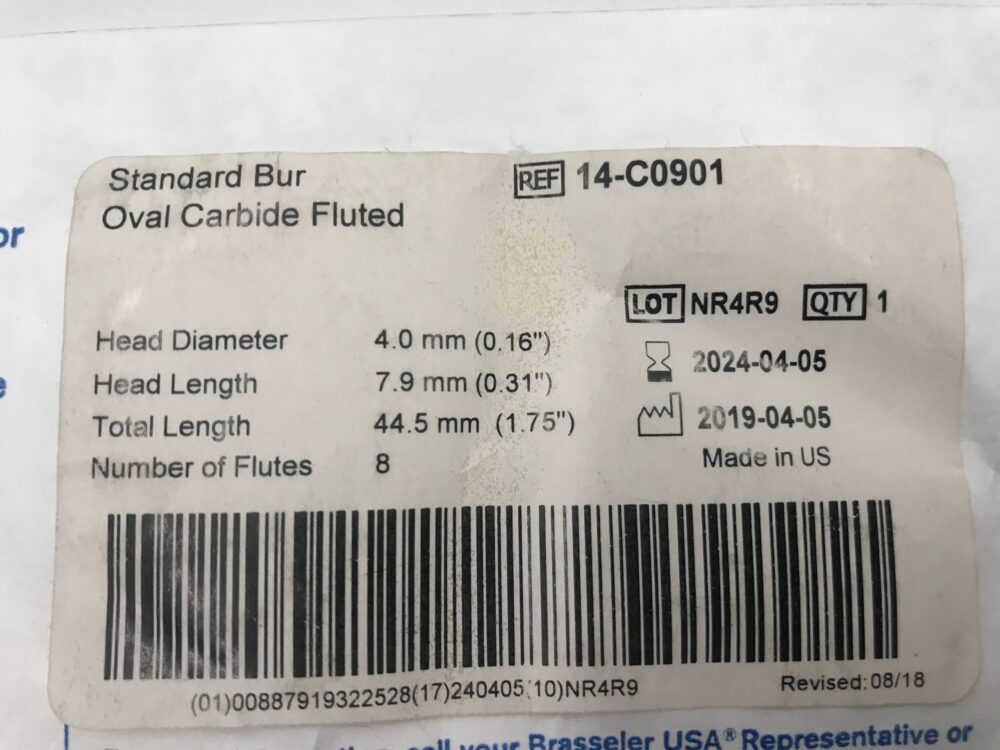 Standard Bur
Oval Carbide Fluted
REF 14-C0901
LOT NR4R9 QTY 1
2024-04-05
2019-04-05
Made in US
Head Diameter 4.0 mm (0.16")
Head Length 7.9 mm (0.31")
Total Length 44.5 mm (1.75")
Number of Flutes 8
(01)00887919322528(17)240405(10)NR4R9
Revised: 08/18
or
e
call your Brasseler USA® Representative or